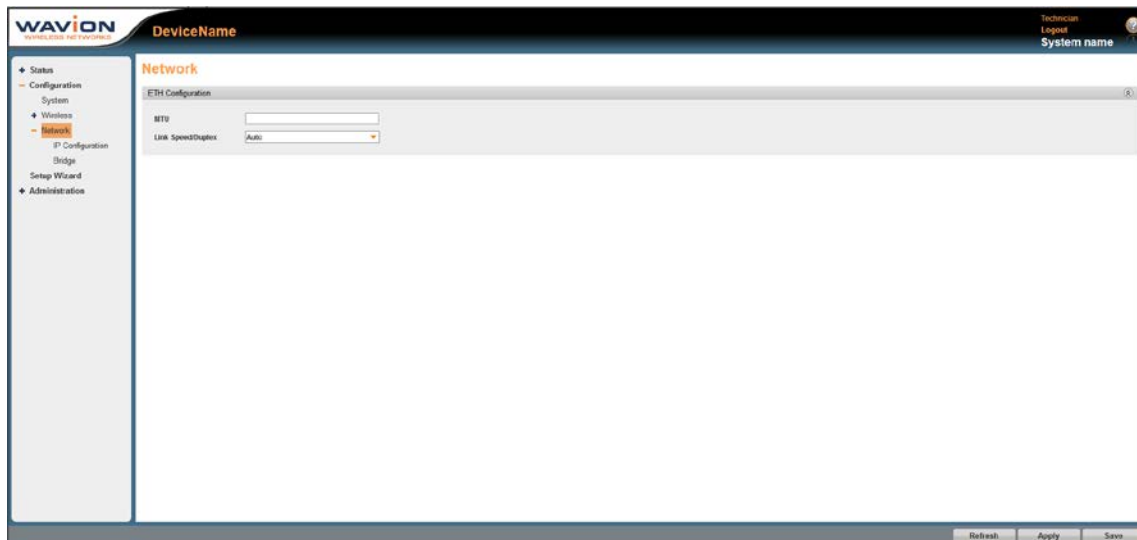 WAVION
WIRELESS NETWORKS
DeviceName
Technician
Logout
System name
+ Status
− Configuration
System
+ Wireless
− Network
IP Configuration
Bridge
Setup Wizard
+ Administration
Network
ETH Configuration
MTU
Link Speed/Duplex
Auto
Refresh
Apply
Save